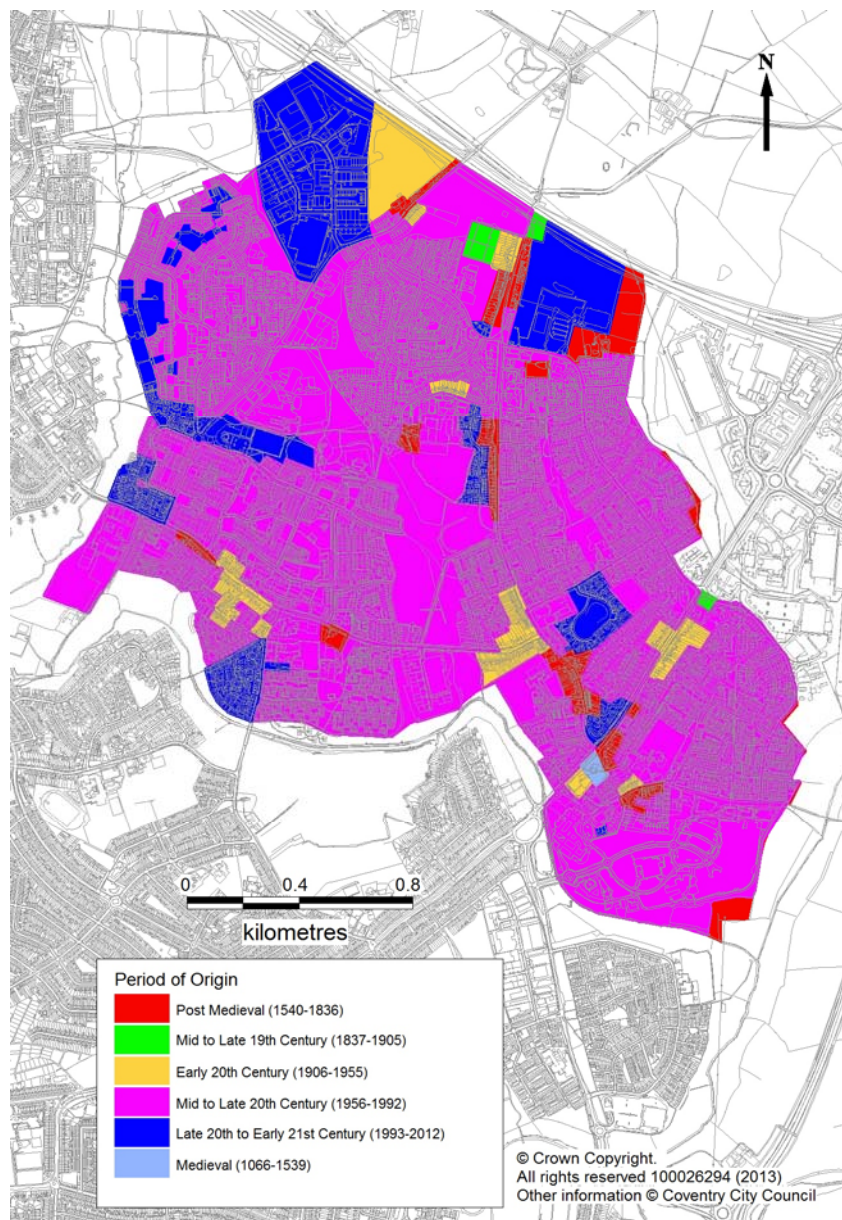 N
0 0.4 0.8
kilometres
Period of Origin
Post Medieval (1540-1836)
Mid to Late 19th Century (1837-1905)
Early 20th Century (1906-1955)
Mid to Late 20th Century (1956-1992)
Late 20th to Early 21st Century (1993-2012)
Medieval (1066-1539)
© Crown Copyright.
All rights reserved 100026294 (2013)
Other information © Coventry City Council